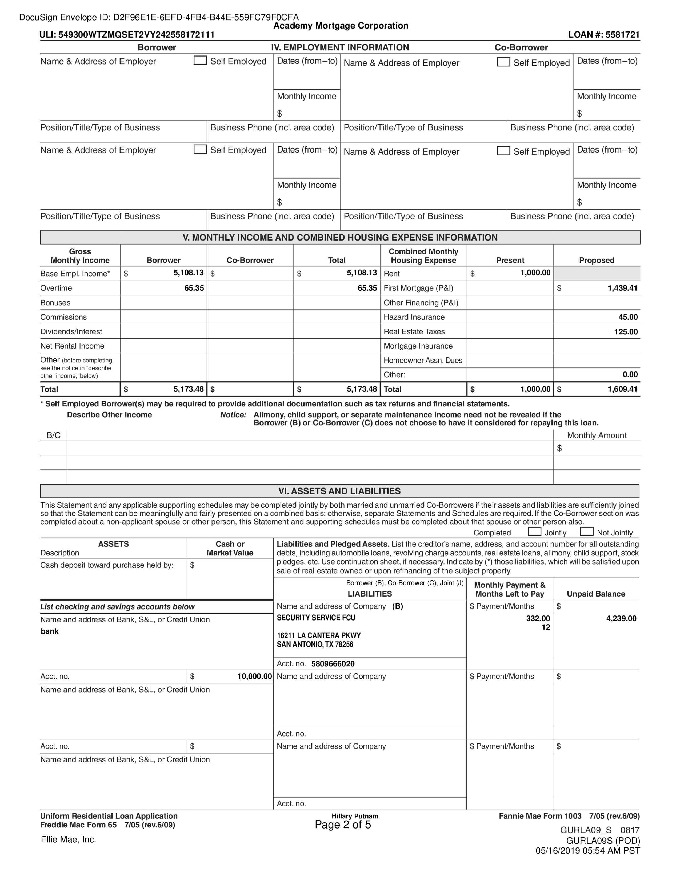 DocuSign Envelope ID: D2F96E1E-6EFD-4FB4-B44E-559FC79F0CFA
Academy Mortgage Corporation
ULI: 549300WTZMQSET2VY242558172111 LOAN #: 5581721
Borrower IV. EMPLOYMENT INFORMATION Co-Borrower
Name & Address of Employer Self Employed Dates (from–to) Name & Address of Employer Self Employed Dates (from–to)
Monthly Income Monthly Income
$ $
Position/Title/Type of Business Business Phone (incl. area code) Position/Title/Type of Business Business Phone (incl. area code)
Name & Address of Employer Self Employed Dates (from–to) Name & Address of Employer Self Employed Dates (from–to)
Monthly Income Monthly Income
$ $
Position/Title/Type of Business Business Phone (incl. area code) Position/Title/Type of Business Business Phone (incl. area code)
V. MONTHLY INCOME AND COMBINED HOUSING EXPENSE INFORMATION
Gross Monthly Income Borrower Co-Borrower Total Combined Monthly Housing Expense Present Proposed
Base Empl. Income* $ 5,108.13 $ $ 5,108.13 Rent $ 1,000.00
Overtime 65.35 65.35 First Mortgage (P&I) $ 1,439.41
Bonuses Other Financing (P&I)
Commissions Hazard Insurance 45.00
Dividends/Interest Real Estate Taxes 125.00
Net Rental Income Mortgage Insurance
Other (before completing, see the notice in "describe other income," below) Homeowner Assn. Dues
Other: 0.00
Total $ 5,173.48 $ $ 5,173.48 Total $ 1,000.00 $ 1,609.41
* Self Employed Borrower(s) may be required to provide additional documentation such as tax returns and financial statements.
Describe Other Income Notice: Alimony, child support, or separate maintenance income need not be revealed if the
Borrower (B) or Co-Borrower (C) does not choose to have it considered for repaying this loan.
B/C Monthly Amount
$
VI. ASSETS AND LIABILITIES
This Statement and any applicable supporting schedules may be completed jointly by both married and unmarried Co-Borrowers if their assets and liabilities are sufficiently joined
so that the Statement can be meaningfully and fairly presented on a combined basis; otherwise, separate Statements and Schedules are required. If the Co-Borrower section was
completed about a non-applicant spouse or other person, this Statement and supporting schedules must be completed about that spouse or other person also.
Completed Jointly Not Jointly
ASSETS Cash or Market Value
Description
Cash deposit toward purchase held by: $
Liabilities and Pledged Assets. List the creditor's name, address, and account number for all outstanding
debts, including automobile loans, revolving charge accounts, real estate loans, alimony, child support, stock
pledges, etc. Use continuation sheet, if necessary. Indicate by (*) those liabilities, which will be satisfied upon
sale of real estate owned or upon refinancing of the subject property.
Borrower (B), Co-Borrower (C), Joint (J)
LIABILITIES Monthly Payment & Months Left to Pay Unpaid Balance
List checking and savings accounts below Name and address of Company (B) $ Payment/Months $
Name and address of Bank, S&L, or Credit Union SECURITY SERVICE FCU 332.00 4,239.00
bank 12
16211 LA CANTERA PKWY
SAN ANTONIO, TX 78256
Acct. no. 5809666020
Acct. no. $ 10,000.00 Name and address of Company $ Payment/Months $
Name and address of Bank, S&L, or Credit Union
Acct. no.
Acct. no. $ Name and address of Company $ Payment/Months $
Name and address of Bank, S&L, or Credit Union
Acct. no.
Uniform Residential Loan Application Hillary Putnam Fannie Mae Form 1003 7/05 (rev.6/09)
Freddie Mac Form 65 7/05 (rev.6/09) Page 2 of 5
GURLA09_S 0817
Ellie Mae, Inc. GURLA09S (POD)
05/16/2019 05:54 AM PST